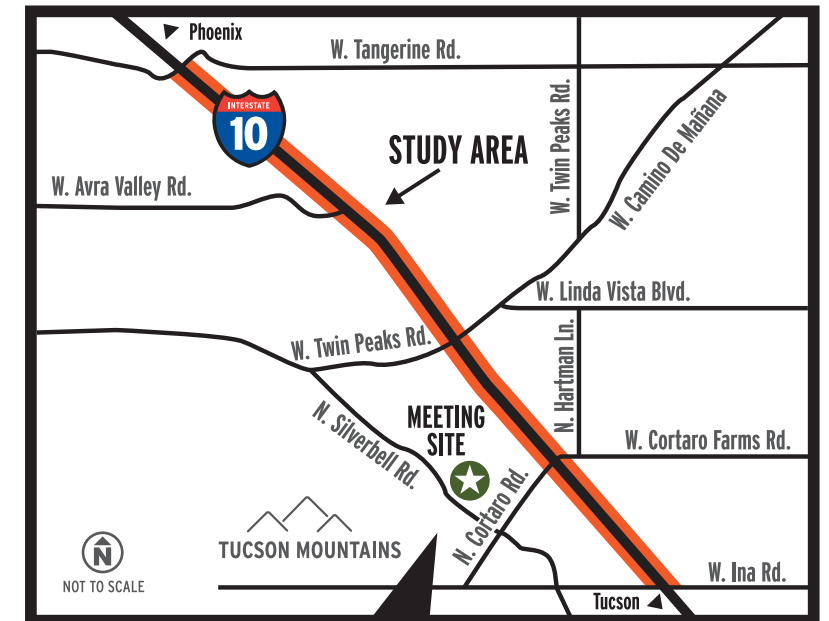 Phoenix
W. Tangerine Rd.
INTERSTATE
10
STUDY AREA
W. Twin Peaks Rd.
W. Camino De Mañana
W. Avra Valley Rd.
W. Linda Vista Blvd.
W. Twin Peaks Rd.
N. Hartman Ln.
N. Silverbell Rd.
MEETING
SITE
W. Cortaro Farms Rd.
N. Cortaro Rd.
TUCSON MOUNTAINS
N
NOT TO SCALE
W. Ina Rd.
Tucson